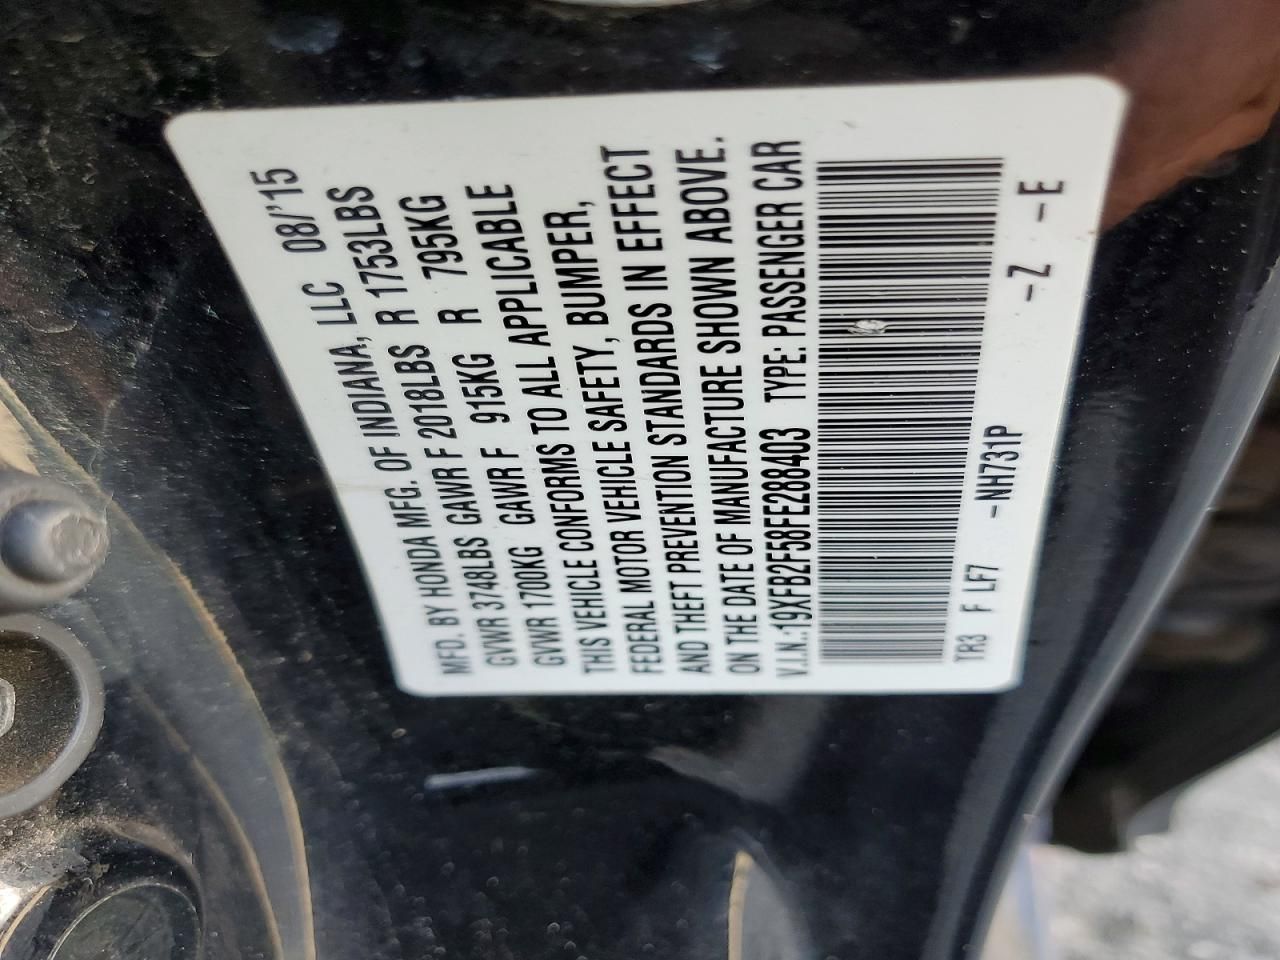 MFD. BY HONDA MFG. OF INDIANA, LLC 08/'15
GVWR 3748LBS GAWR F 2018LBS R 1753LBS
GVWR 1700KG GAWR F 915KG R 795KG
THIS VEHICLE CONFORMS TO ALL APPLICABLE
FEDERAL MOTOR VEHICLE SAFETY, BUMPER,
AND THEFT PREVENTION STANDARDS IN EFFECT
ON THE DATE OF MANUFACTURE SHOWN ABOVE.
V.I.N.:19XFB2F58FE288403 TYPE: PASSENGER CAR
TR3 F LF7 -NH731P -Z -E